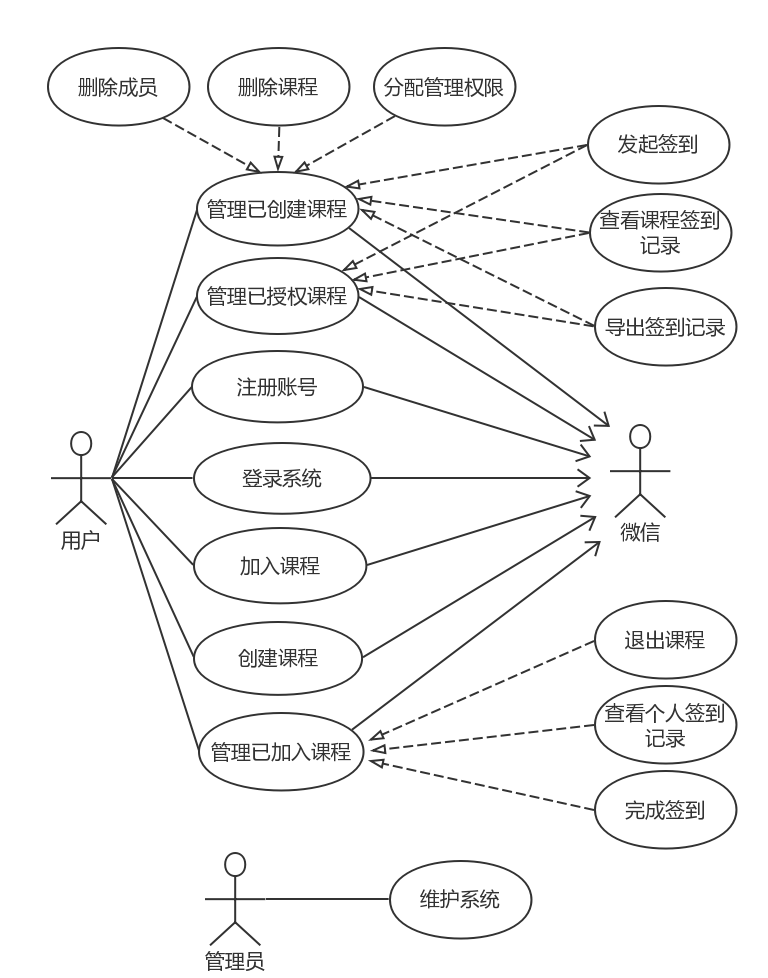 删除成员
删除课程
分配管理权限
发起签到
管理已创建课程
查看课程签到
记录
管理已授权课程
导出签到记录
注册账号
登录系统
用户
微信
加入课程
创建课程
退出课程
查看个人签到
记录
管理已加入课程
完成签到
维护系统
管理员